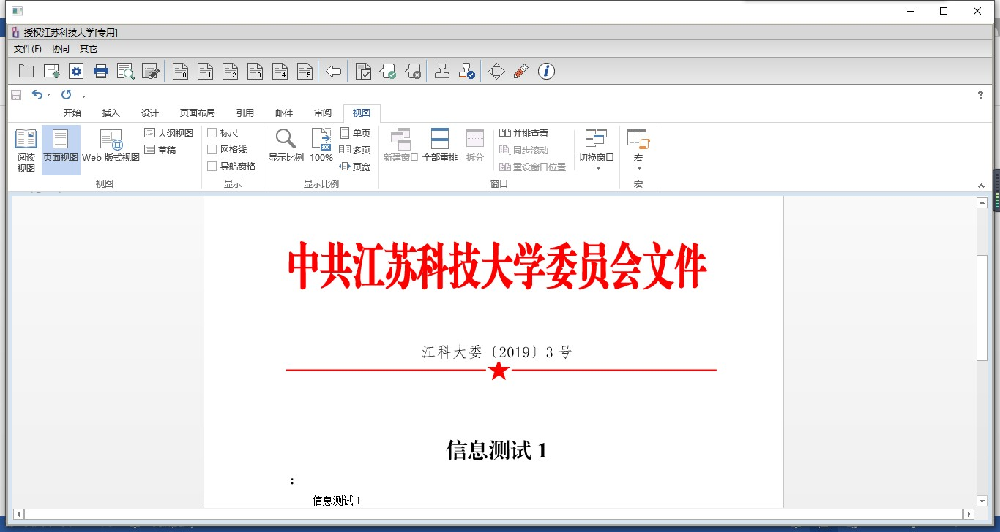 授权江苏科技大学[专用]
文件(F) 协同 其它
0 1 2 3 4 5
?
开始 插入 设计 页面布局 引用 邮件 审阅 视图
阅读
视图
页面视图
Web 版式视图
大纲视图
草稿
视图
标尺
网格线
导航窗格
显示
显示比例
100
100%
单页
多页
页宽
显示比例
新建窗口
全部重排
拆分
并排查看
同步滚动
重设窗口位置
切换窗口
窗口
宏
宏
中共江苏科技大学委员会文件
江科大委〔2019〕3 号
信息测试 1
：
信息测试 1